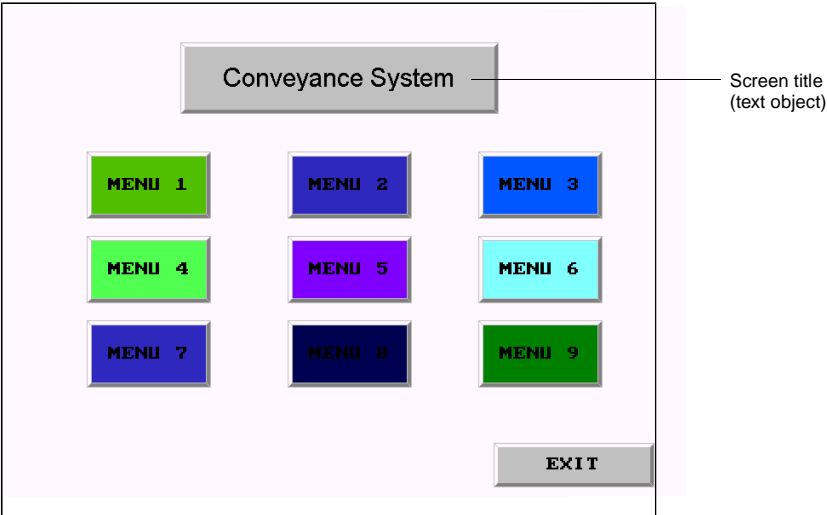 Conveyance System
Screen title
(text object)
MENU 1
MENU 2
MENU 3
MENU 4
MENU 5
MENU 6
MENU 7
MENU 8
MENU 9
EXIT